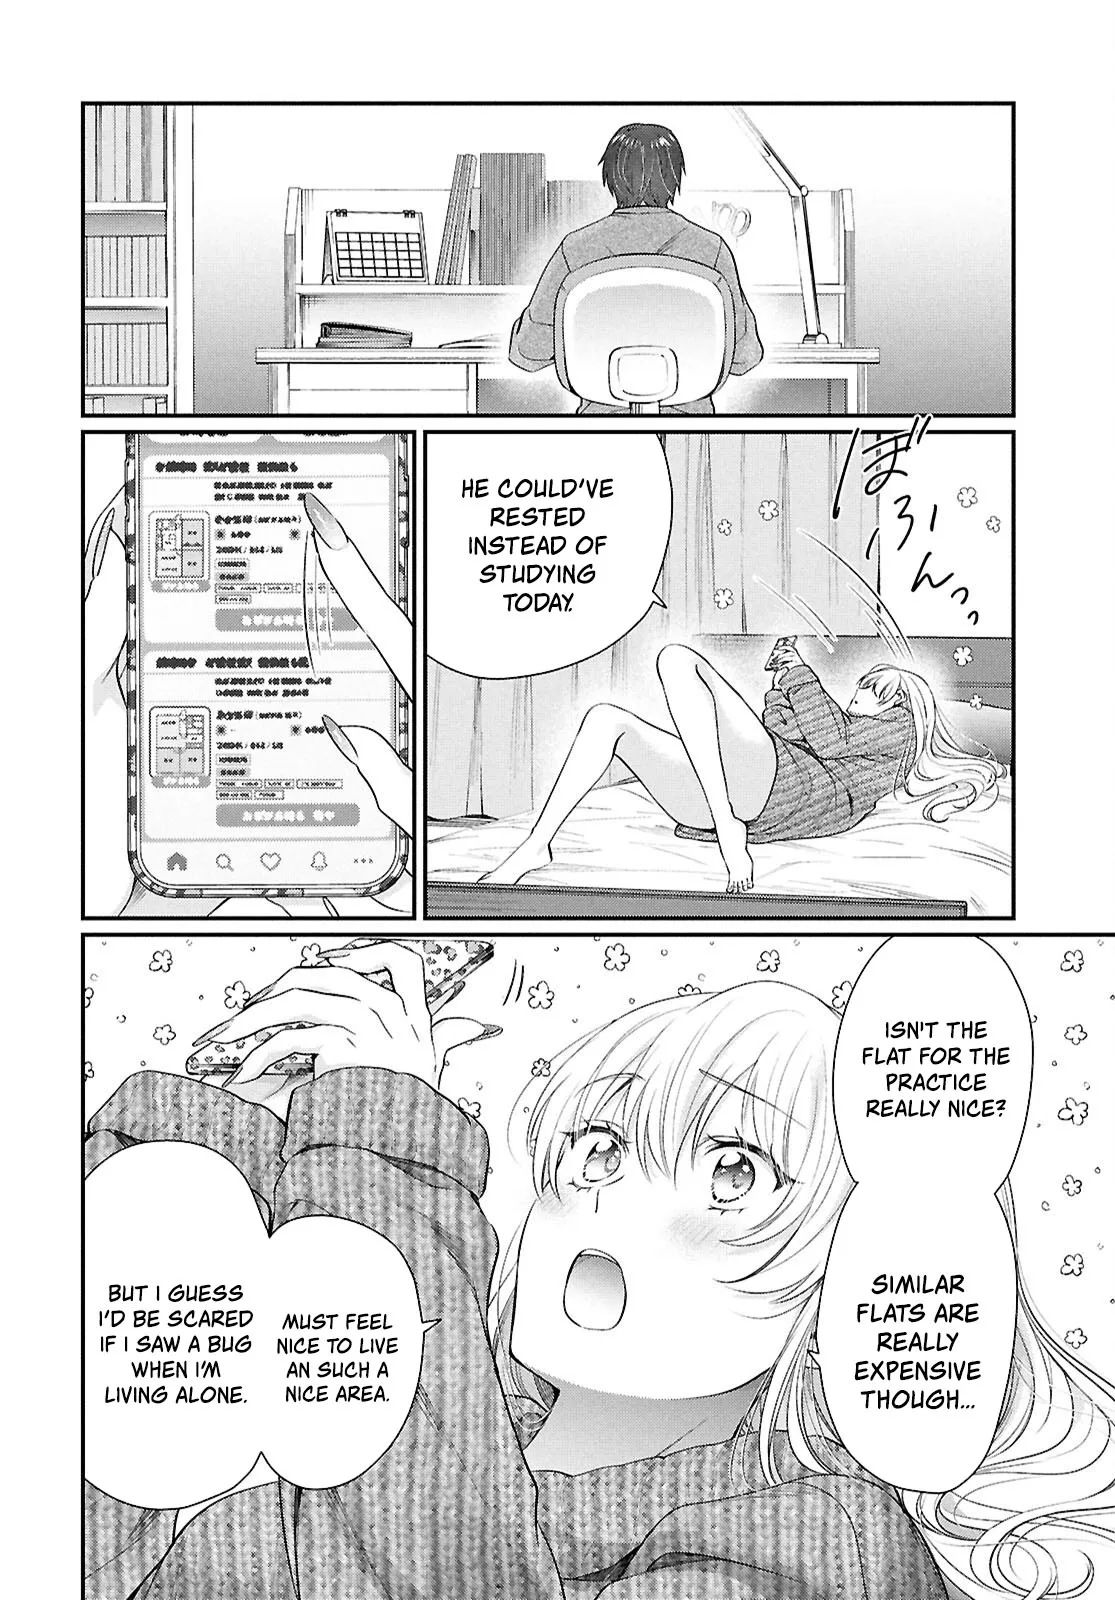 ぼふんっっ
HE COULD'VE
RESTED
INSTEAD OF
STUDYING
TODAY.
ISN'T THE
FLAT FOR THE
PRACTICE
REALLY NICE?
SIMILAR
FLATS ARE
REALLY
EXPENSIVE
THOUGH...
MUST FEEL
NICE TO LIVE
AN SUCH A
NICE AREA.
BUT I GUESS
I'D BE SCARED
IF I SAW A BUG
WHEN I'M
LIVING ALONE.